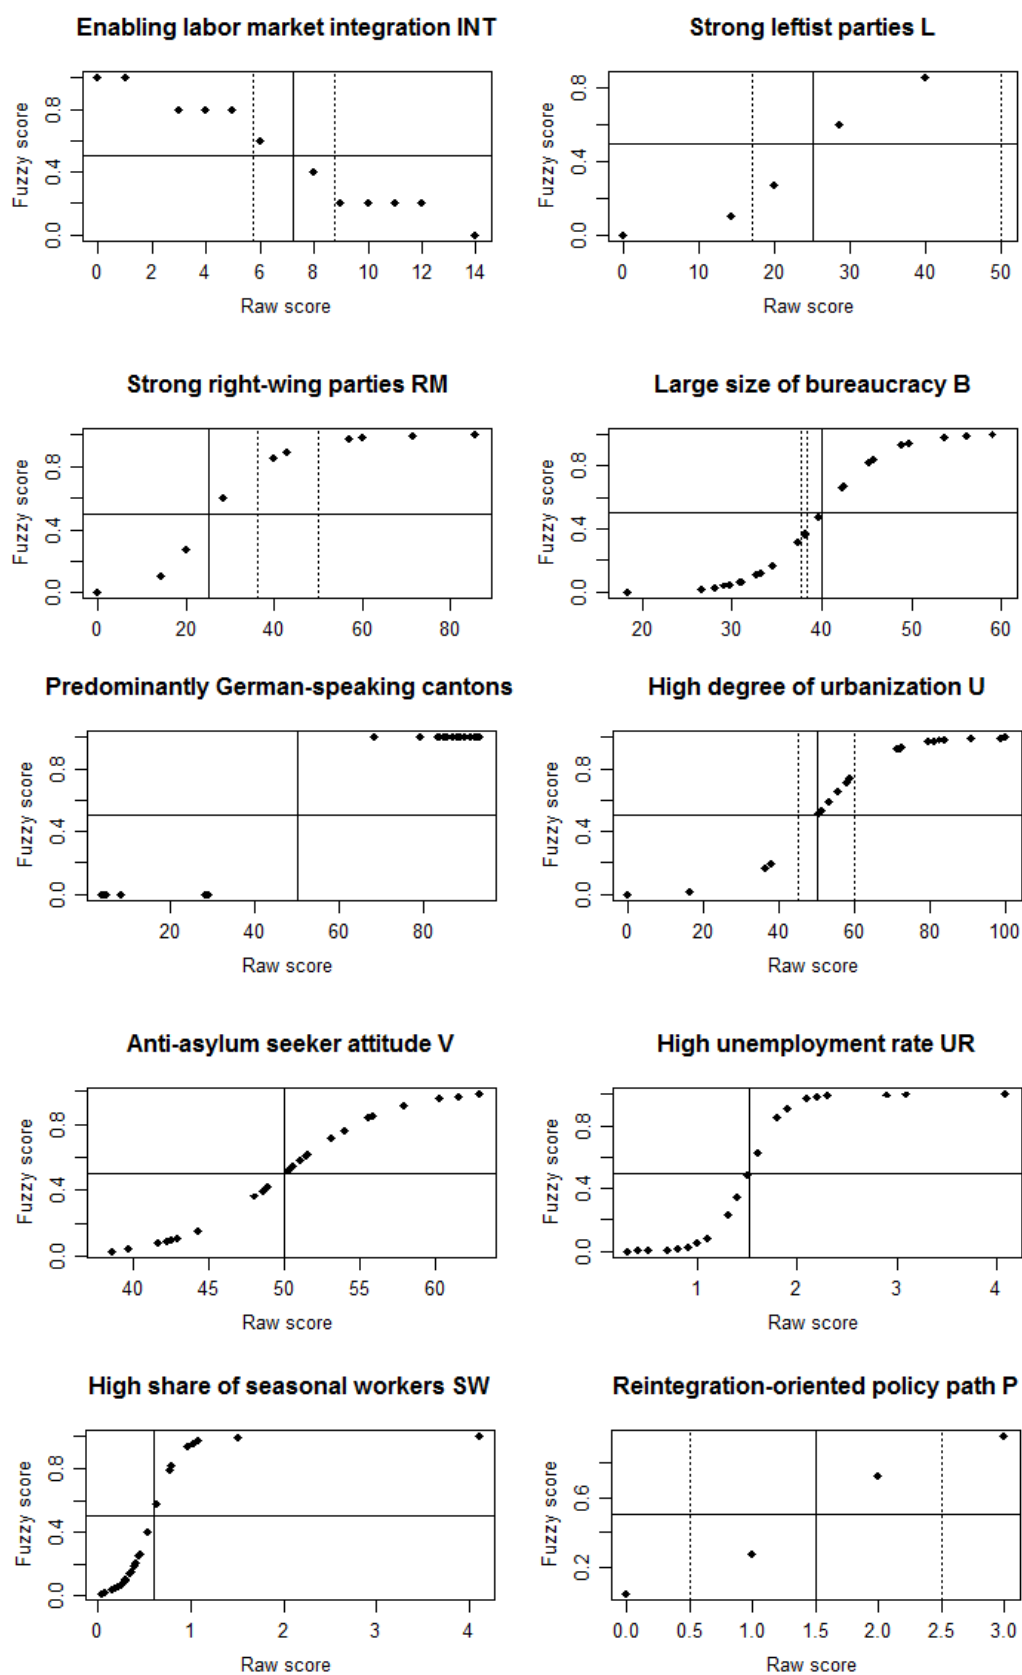 Enabling labor market integration INT
Fuzzy score
0.0 0.4 0.8
0 2 4 6 8 10 12 14
Raw score
Strong leftist parties L
Fuzzy score
0.0 0.4 0.8
0 10 20 30 40 50
Raw score
Strong right-wing parties RM
Fuzzy score
0.0 0.4 0.8
0 20 40 60 80
Raw score
Large size of bureaucracy B
Fuzzy score
0.0 0.4 0.8
20 30 40 50 60
Raw score
Predominantly German-speaking cantons
Fuzzy score
0.0 0.4 0.8
20 40 60 80
Raw score
High degree of urbanization U
Fuzzy score
0.0 0.4 0.8
0 20 40 60 80 100
Raw score
Anti-asylum seeker attitude V
Fuzzy score
0.0 0.4 0.8
40 45 50 55 60
Raw score
High unemployment rate UR
Fuzzy score
0.0 0.4 0.8
1 2 3 4
Raw score
High share of seasonal workers SW
Fuzzy score
0.0 0.4 0.8
0 1 2 3 4
Raw score
Reintegration-oriented policy path P
Fuzzy score
0.2 0.6
0.0 0.5 1.0 1.5 2.0 2.5 3.0
Raw score